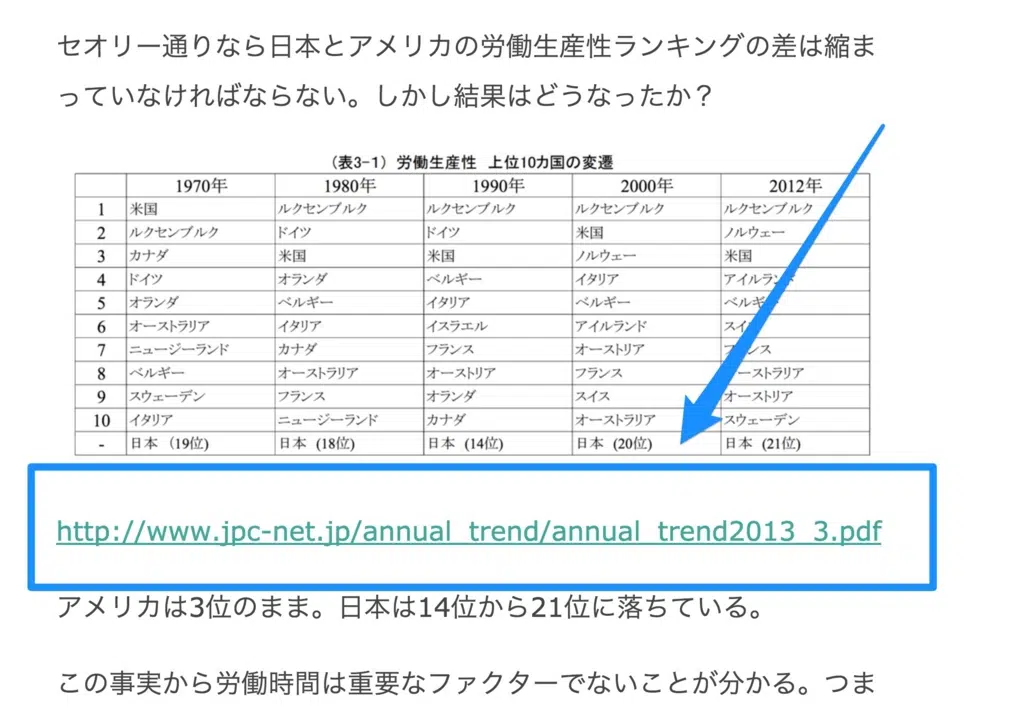 セオリー通りなら日本とアメリカの労働生産性ランキングの差は縮ま
っていなければならない。しかし結果はどうなったか？
（表3-1）労働生産性 上位10カ国の変遷
1970年 1980年 1990年 2000年 2012年
1 米国 ルクセンブルク ルクセンブルク ルクセンブルク ルクセンブルク
2 ルクセンブルク ドイツ ドイツ 米国 ノルウェー
3 カナダ 米国 米国 ノルウェー 米国
4 ドイツ オランダ ベルギー イタリア アイルランド
5 オランダ ベルギー イタリア ベルギー ベルギー
6 オーストラリア イタリア イスラエル アイルランド
7 ニュージーランド カナダ フランス オーストリア
8 ベルギー オーストラリア オーストリア フランス
9 スウェーデン フランス オランダ スイス オーストリア
10 イタリア ニュージーランド カナダ オーストラリア スウェーデン
- 日本（19位) 日本 (18位) 日本 (14位) 日本 (20位) 日本 (21位)
http://www.jpc-net.jp/annual_trend/annual_trend2013_3.pdf
アメリカは3位のまま。日本は14位から21位に落ちている。
この事実から労働時間は重要なファクターでないことが分かる。つま